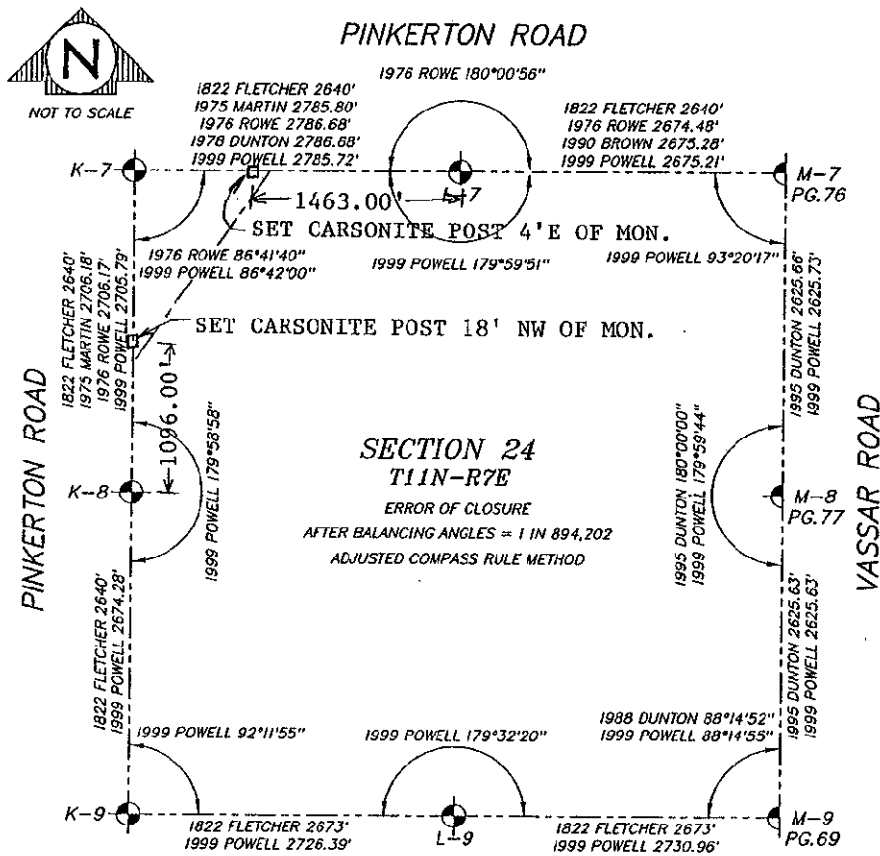 PINKERTON ROAD
N
NOT TO SCALE
1976 ROWE 180°00'56"
1822 FLETCHER 2640'
1975 MARTIN 2785.80'
1976 ROWE 2786.68'
1978 DUNTON 2786.68'
1999 POWELL 2785.72'
1822 FLETCHER 2640'
1976 ROWE 2674.48'
1990 BROWN 2675.28'
1999 POWELL 2675.21'
K-7
L-7
M-7
PG.76
1463.00'
SET CARSONITE POST 4'E OF MON.
1976 ROWE 86°41'40"
1999 POWELL 86°42'00"
1999 POWELL 179°59'51"
1999 POWELL 93°20'17"
1822 FLETCHER 2640'
1975 MARTIN 2706.18'
1976 ROWE 2706.17'
1999 POWELL 2705.79'
SET CARSONITE POST 18' NW OF MON.
1096.00'
1995 DUNTON 2625.66'
1999 POWELL 2625.73'
PINKERTON ROAD
VASSAR ROAD
K-8
1999 POWELL 179°58'58"
SECTION 24
T11N-R7E
ERROR OF CLOSURE
AFTER BALANCING ANGLES = 1 IN 894,202
ADJUSTED COMPASS RULE METHOD
1995 DUNTON 180°00'00"
1999 POWELL 179°59'44"
M-8
PG.77
1822 FLETCHER 2640'
1999 POWELL 2674.28'
1995 DUNTON 2625.63'
1999 POWELL 2625.63'
1999 POWELL 92°11'55"
1999 POWELL 179°32'20"
1988 DUNTON 88°14'52"
1999 POWELL 88°14'55"
K-9
L-9
M-9
PG.69
1822 FLETCHER 2673'
1999 POWELL 2726.39'
1822 FLETCHER 2673'
1999 POWELL 2730.96'